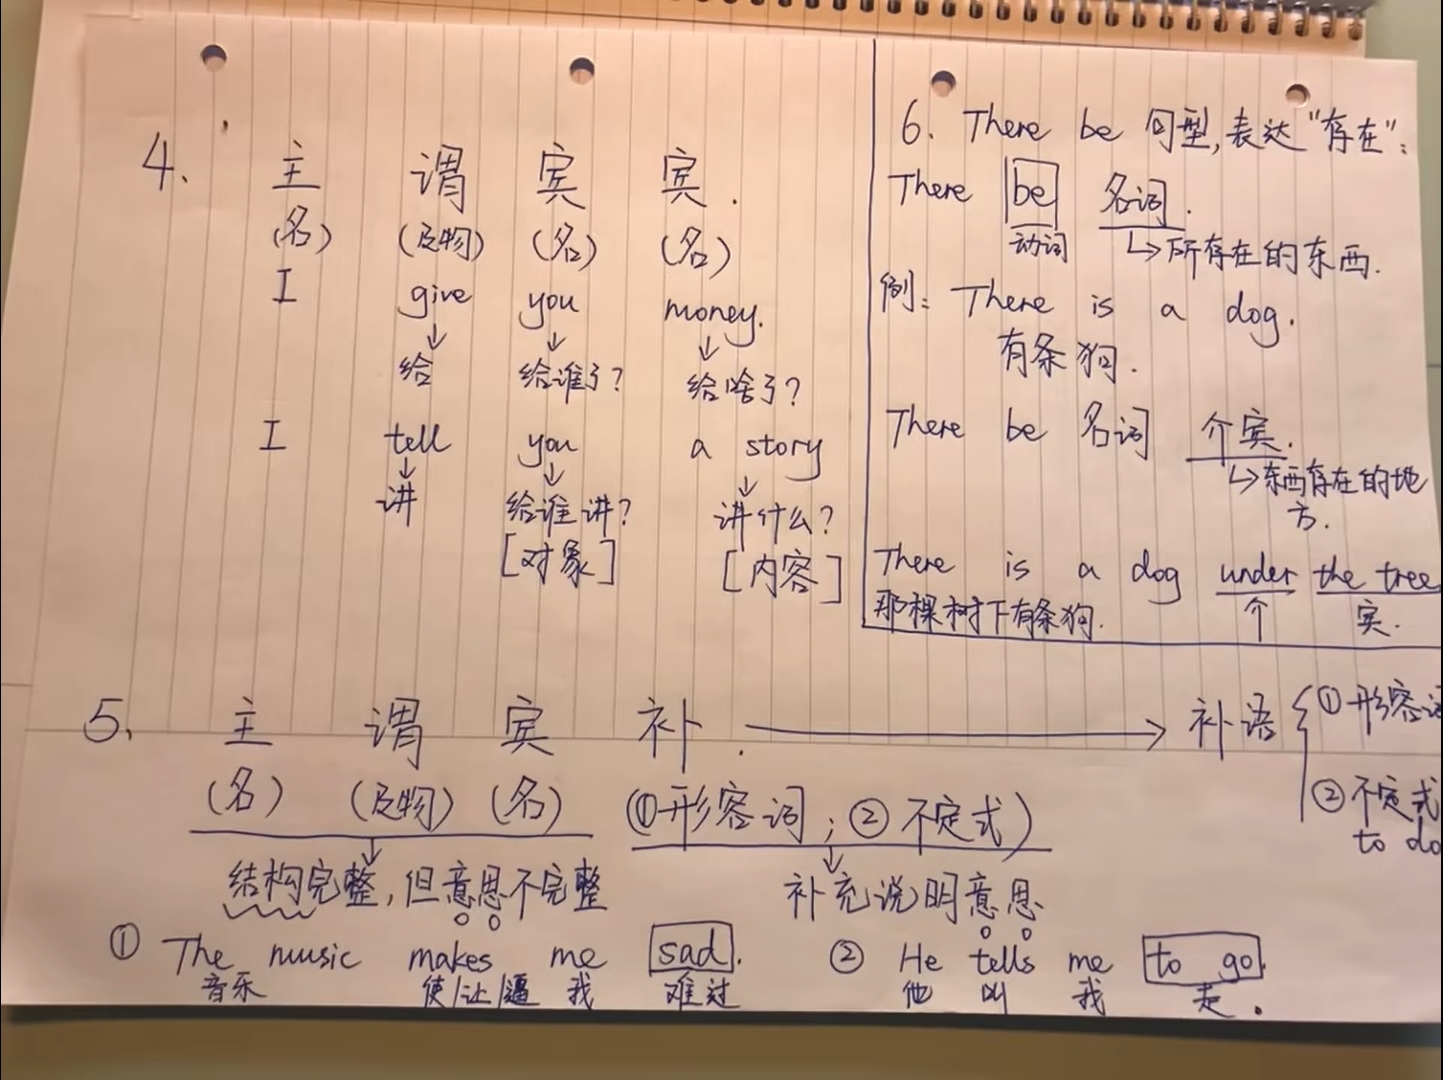 4. 主 谓 宾 宾.
(名) (及物) (名) (名)
I give you money.
↓ ↓ ↓
给 给谁了? 给啥了?
I tell you a story
↓ ↓ ↓
讲 给谁讲? 讲什么?
[对象] [内容]
6. There be 句型,表达"存在":
There be 名词.
动词 ↳所存在的东西.
例: There is a dog.
有条狗.
There be 名词 介宾.
↳东西存在的地
方.
There is a dog under the tree
那棵树下有条狗. 介 宾.
5. 主 谓 宾 补. → 补语 { ①形容词
(名) (及物) (名) (①形容词; ②不定式) ②不定式
to do
↓ ↓
结构完整,但意思不完整 补充说明意思
① The music makes me sad.
音乐 使/让/逼 我 难过
② He tells me to go.
他 叫 我 走.